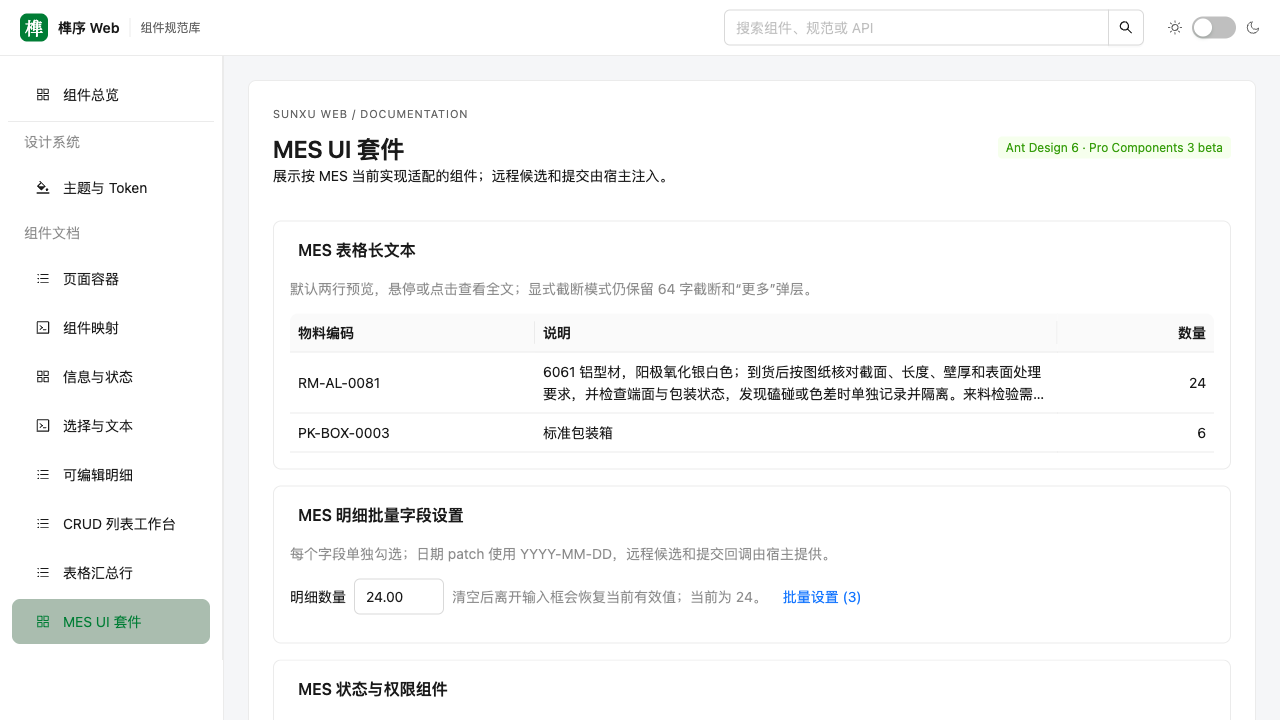 榫 榫序 Web 组件规范库
搜索组件、规范或 API
组件总览
设计系统
主题与 Token
组件文档
页面容器
组件映射
信息与状态
选择与文本
可编辑明细
CRUD 列表工作台
表格汇总行
MES UI 套件
SUNXU WEB / DOCUMENTATION
MES UI 套件
Ant Design 6 · Pro Components 3 beta
展示按 MES 当前实现适配的组件；远程候选和提交由宿主注入。
MES 表格长文本
默认两行预览，悬停或点击查看全文；显式截断模式仍保留 64 字截断和“更多”弹层。
物料编码 说明 数量
RM-AL-0081 6061 铝型材，阳极氧化银白色；到货后按图纸核对截面、长度、壁厚和表面处理 24
要求，并检查端面与包装状态，发现磕碰或色差时单独记录并隔离。来料检验需...
PK-BOX-0003 标准包装箱 6
MES 明细批量字段设置
每个字段单独勾选；日期 patch 使用 YYYY-MM-DD，远程候选和提交回调由宿主提供。
明细数量 24.00 清空后离开输入框会恢复当前有效值；当前为 24。 批量设置 (3)
MES 状态与权限组件